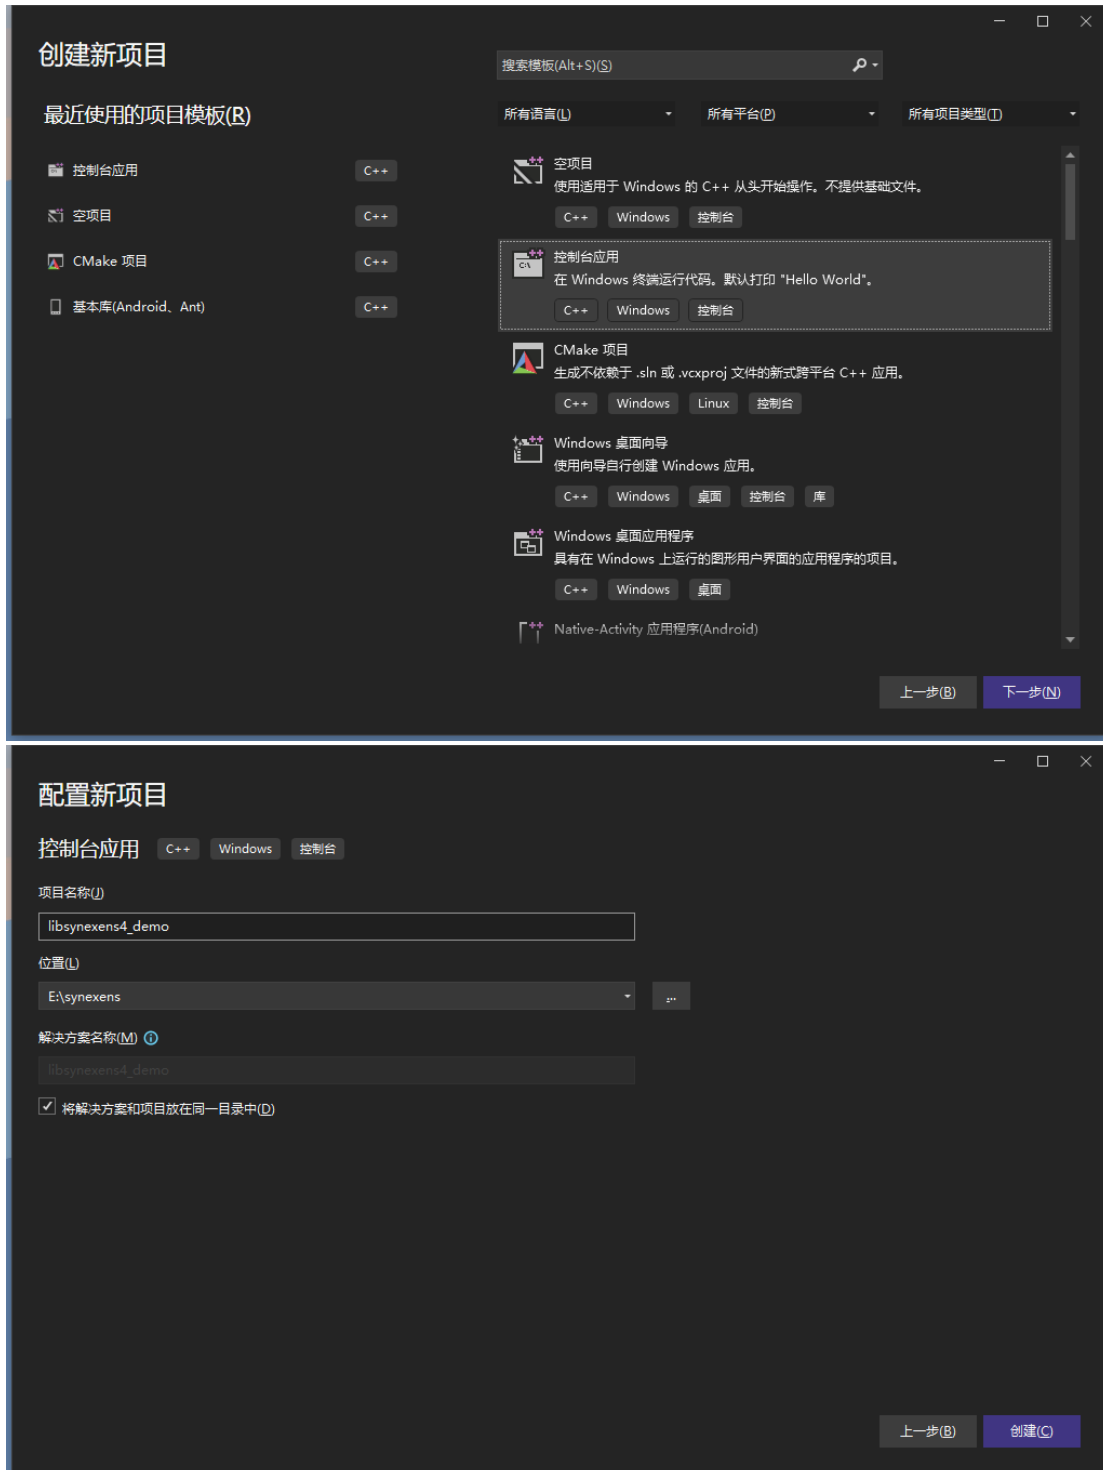 创建新项目
搜索模板(Alt+S)(S)
最近使用的项目模板(R)
所有语言(L)
所有平台(P)
所有项目类型(T)
控制台应用
C++
空项目
C++
CMake 项目
C++
基本库(Android、Ant)
C++
空项目
使用适用于 Windows 的 C++ 从头开始操作。不提供基础文件。
C++ Windows 控制台
控制台应用
在 Windows 终端运行代码。默认打印 "Hello World"。
C++ Windows 控制台
CMake 项目
生成不依赖于 .sln 或 .vcxproj 文件的新式跨平台 C++ 应用。
C++ Windows Linux 控制台
Windows 桌面向导
使用向导自行创建 Windows 应用。
C++ Windows 桌面 控制台 库
Windows 桌面应用程序
具有在 Windows 上运行的图形用户界面的应用程序的项目。
C++ Windows 桌面
Native-Activity 应用程序(Android)
上一步(B)
下一步(N)
配置新项目
控制台应用 C++ Windows 控制台
项目名称(J)
libsynexens4_demo
位置(L)
E:\synexens
...
解决方案名称(M)
libsynexens4_demo
将解决方案和项目放在同一目录中(D)
上一步(B)
创建(C)